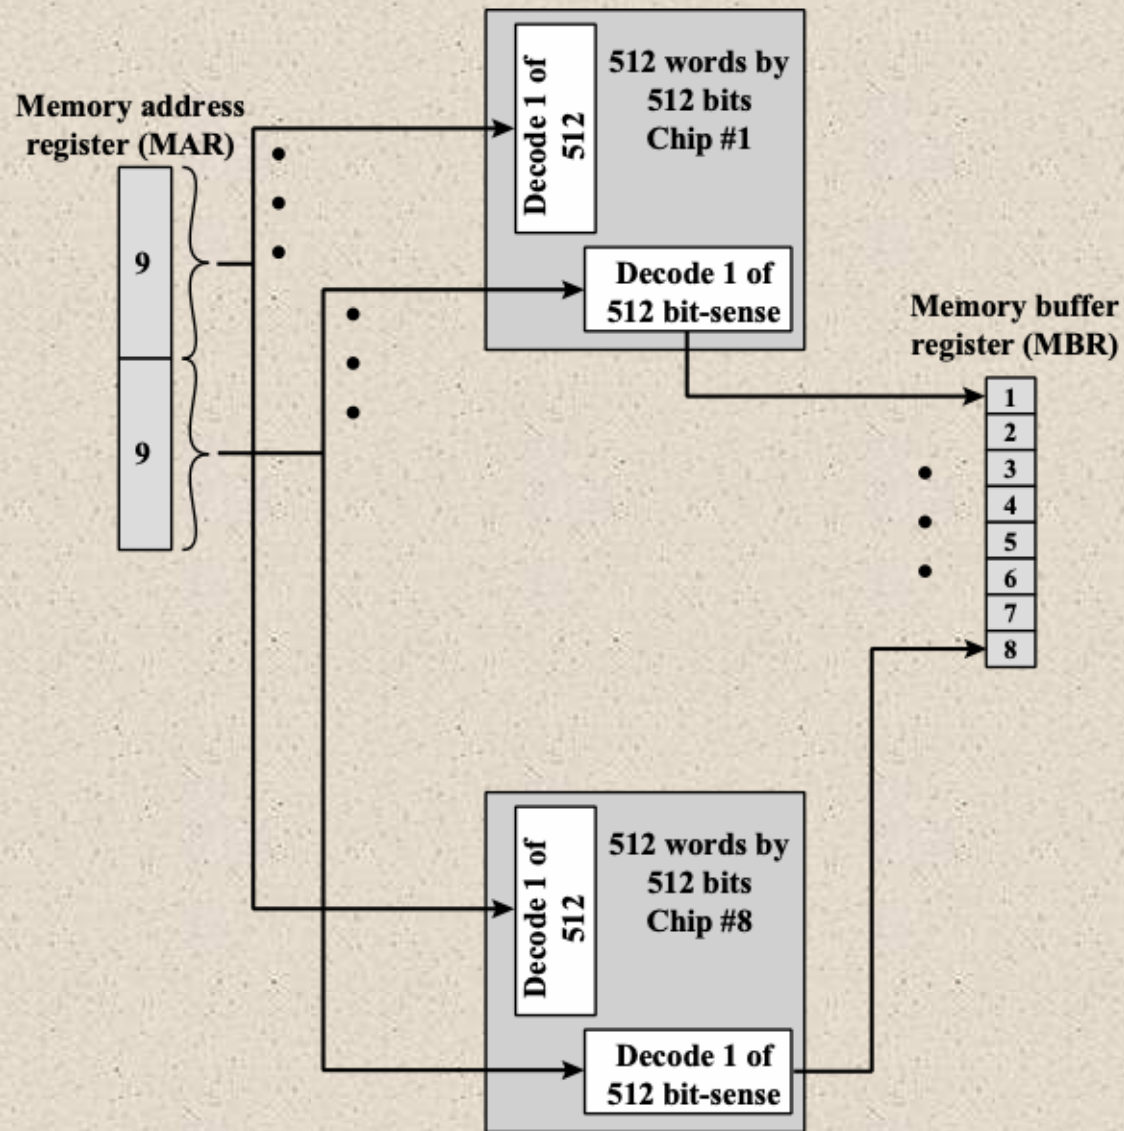 Memory address
register (MAR)
9
9
Decode 1 of
512
512 words by
512 bits
Chip #1
Decode 1 of
512 bit-sense
Memory buffer
register (MBR)
1
2
3
4
5
6
7
8
Decode 1 of
512
512 words by
512 bits
Chip #8
Decode 1 of
512 bit-sense